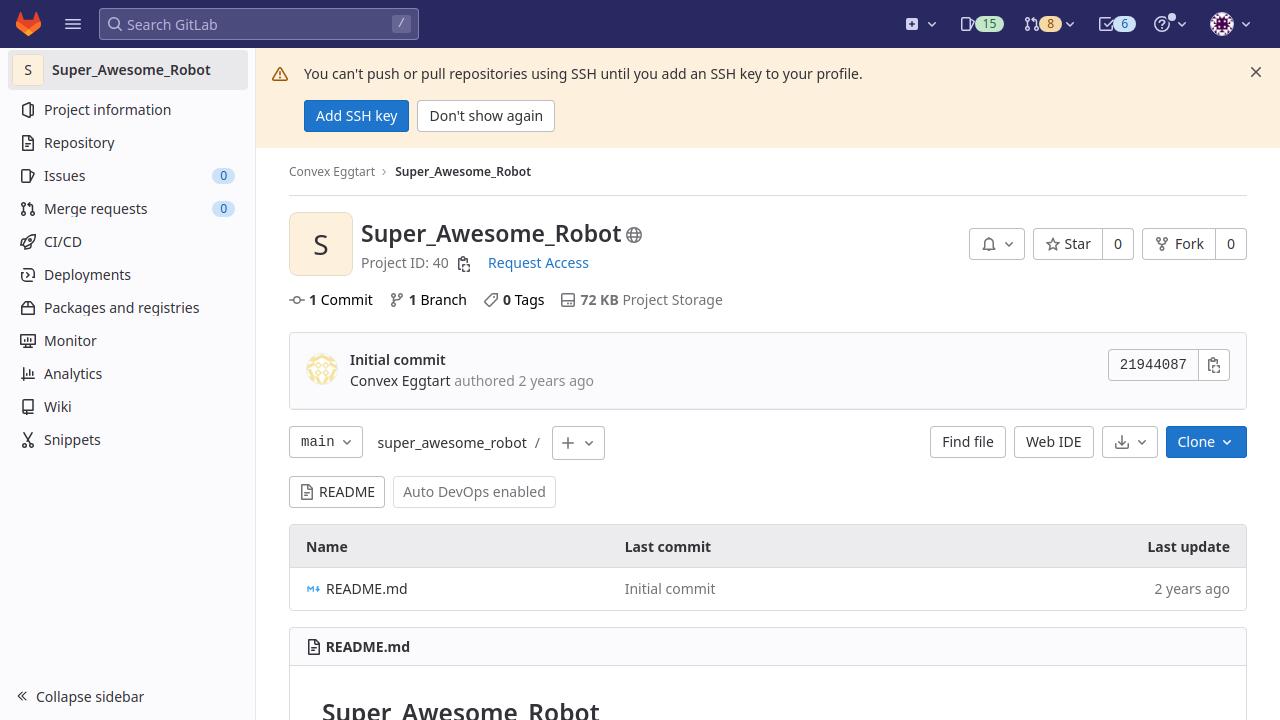 Search GitLab
/
15
8
6
S
Super_Awesome_Robot
Project information
Repository
Issues
0
Merge requests
0
CI/CD
Deployments
Packages and registries
Monitor
Analytics
Wiki
Snippets
Collapse sidebar
You can't push or pull repositories using SSH until you add an SSH key to your profile.
Add SSH key
Don't show again
Convex Eggtart
Super_Awesome_Robot
S
Super_Awesome_Robot
Project ID: 40
Request Access
Star
0
Fork
0
1 Commit
1 Branch
0 Tags
72 KB Project Storage
Initial commit
Convex Eggtart authored 2 years ago
21944087
main
super_awesome_robot /
Find file
Web IDE
Clone
README
Auto DevOps enabled
Name
Last commit
Last update
README.md
Initial commit
2 years ago
README.md
Super_Awesome_Robot